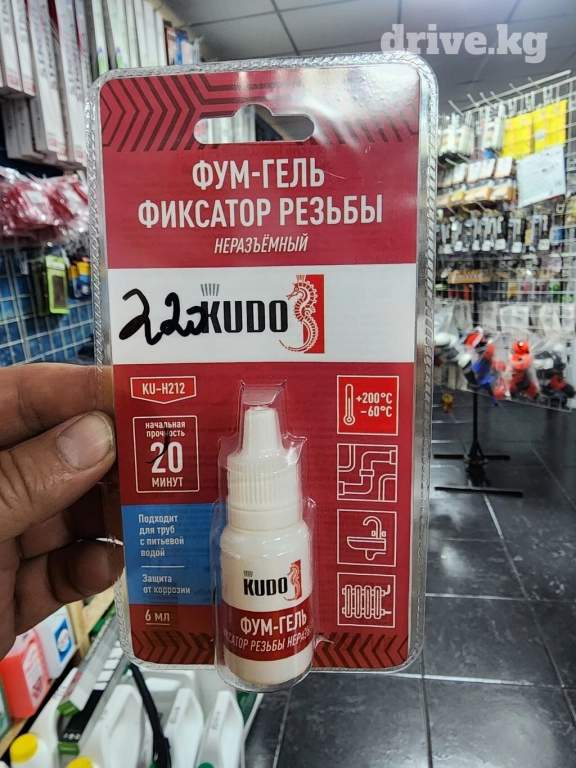 drive.kg
ФУМ-ГЕЛЬ
ФИКСАТОР РЕЗЬБЫ
НЕРАЗЪЁМНЫЙ
KUDO
KU-H212
+200°C
-60°C
начальная
прочность
20
МИНУТ
Подходит
для труб
с питьевой
водой
Защита
от коррозии
6 мл
KUDO
ФУМ-ГЕЛЬ
ФИКСАТОР РЕЗЬБЫ